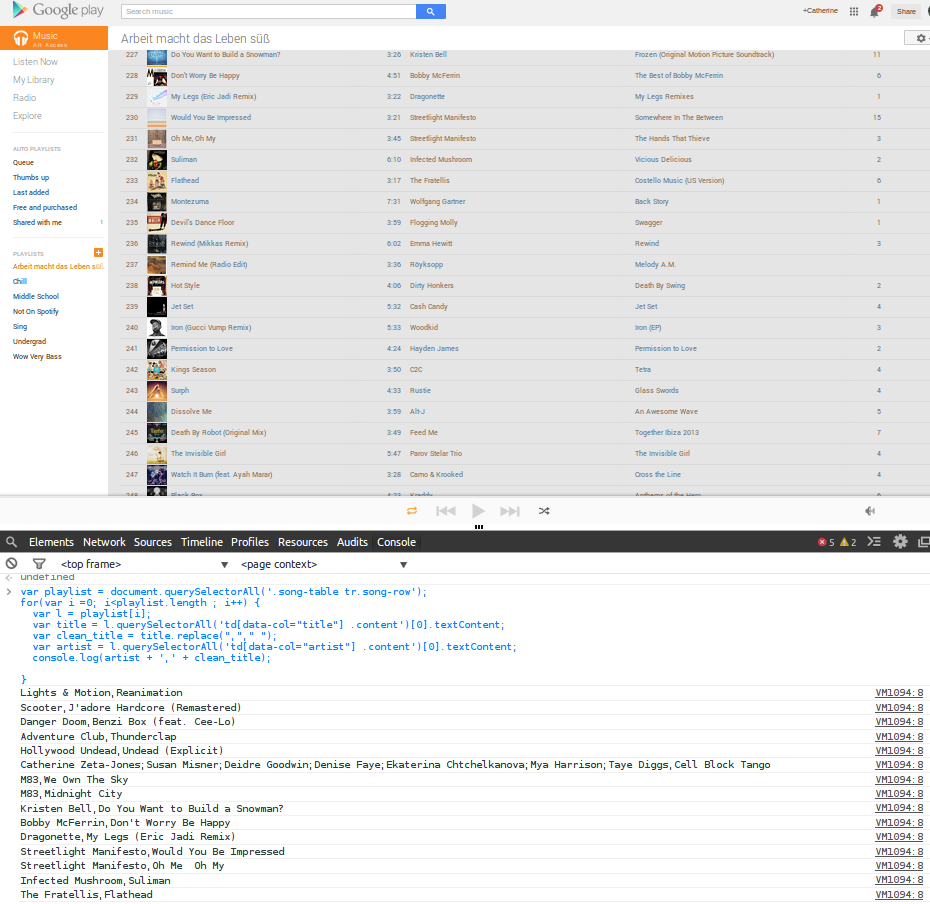 Google play
Search music
+Catherine
2
Share
Music
All Access
Arbeit macht das Leben süß
Listen Now
My Library
Radio
Explore
AUTO PLAYLISTS
Queue
Thumbs up
Last added
Free and purchased
Shared with me 1
PLAYLISTS
Arbeit macht das Leben süß
Chill
Middle School
Not On Spotify
Sing
Undergrad
Wow Very Bass
227 Do You Want to Build a Snowman? 3:26 Kristen Bell Frozen (Original Motion Picture Soundtrack) 11
228 Don't Worry Be Happy 4:51 Bobby McFerrin The Best of Bobby McFerrin 6
229 My Legs (Eric Jadi Remix) 3:22 Dragonette My Legs Remixes 1
230 Would You Be Impressed 3:21 Streetlight Manifesto Somewhere In The Between 15
231 Oh Me, Oh My 3:45 Streetlight Manifesto The Hands That Thieve 3
232 Suliman 6:10 Infected Mushroom Vicious Delicious 2
233 Flathead 3:17 The Fratellis Costello Music (US Version) 6
234 Montezuma 7:31 Wolfgang Gartner Back Story 1
235 Devil's Dance Floor 3:59 Flogging Molly Swagger 1
236 Rewind (Mikkas Remix) 6:02 Emma Hewitt Rewind 3
237 Remind Me (Radio Edit) 3:36 Röyksopp Melody A.M.
238 Hot Style 4:06 Dirty Honkers Death By Swing 2
239 Jet Set 5:32 Cash Candy Jet Set 4
240 Iron (Gucci Vump Remix) 5:33 Woodkid Iron (EP) 3
241 Permission to Love 4:24 Hayden James Permission to Love 2
242 Kings Season 3:50 C2C Tetra 4
243 Surph 4:33 Rustie Glass Swords 4
244 Dissolve Me 3:59 Alt-J An Awesome Wave 5
245 Death By Robot (Original Mix) 3:49 Feed Me Together Ibiza 2013 7
246 The Invisible Girl 5:47 Parov Stelar Trio The Invisible Girl 4
247 Watch It Burn (feat. Ayah Marar) 3:28 Camo & Krooked Cross the Line 4
248 Black Box 4:23 Kraddy Anthems of the Hero 6
Elements Network Sources Timeline Profiles Resources Audits Console 5 2
<top frame> <page context>
undefined
var playlist = document.querySelectorAll('.song-table tr.song-row');
for(var i =0; i<playlist.length ; i++) {
var l = playlist[i];
var title = l.querySelectorAll('td[data-col="title"] .content')[0].textContent;
var clean_title = title.replace(","," ");
var artist = l.querySelectorAll('td[data-col="artist"] .content')[0].textContent;
console.log(artist + ',' + clean_title);
}
Lights & Motion,Reanimation VM1094:8
Scooter,J'adore Hardcore (Remastered) VM1094:8
Danger Doom,Benzi Box (feat. Cee-Lo) VM1094:8
Adventure Club,Thunderclap VM1094:8
Hollywood Undead,Undead (Explicit) VM1094:8
Catherine Zeta-Jones;Susan Misner;Deidre Goodwin;Denise Faye;Ekaterina Chtchelkanova;Mya Harrison;Taye Diggs,Cell Block Tango VM1094:8
M83,We Own The Sky VM1094:8
M83,Midnight City VM1094:8
Kristen Bell,Do You Want to Build a Snowman? VM1094:8
Bobby McFerrin,Don't Worry Be Happy VM1094:8
Dragonette,My Legs (Eric Jadi Remix) VM1094:8
Streetlight Manifesto,Would You Be Impressed VM1094:8
Streetlight Manifesto,Oh Me  Oh My VM1094:8
Infected Mushroom,Suliman VM1094:8
The Fratellis,Flathead VM1094:8